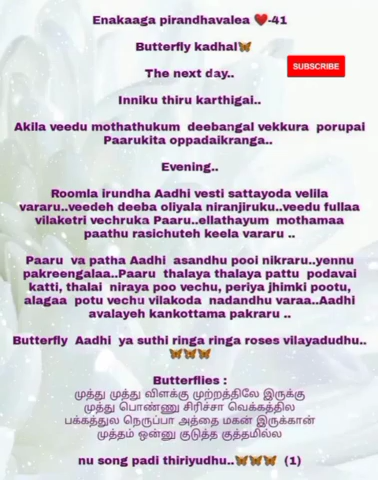 Enakaaga pirandhavalea ❤️-41
Butterfly kadhal🦋
SUBSCRIBE
The next day..
Inniku thiru karthigai..
Akila veedu mothathukum deebangal vekkura porupai
Paarukita oppadaikranga..
Evening..
Roomla irundha Aadhi vesti sattayoda velila
vararu..veedeh deeba oliyala niranjiruku..veedu fullaa
vilaketri vechruka Paaru..ellathayum mothamaa
paathu rasichuteh keela vararu ..
Paaru va patha Aadhi asandhu pooi nikraru..yennu
pakreengalaa..Paaru thalaya thalaya pattu podavai
katti, thalai niraya poo vechu, periya jhimki pootu,
alagaa potu vechu vilakoda nadandhu varaa..Aadhi
avalayeh kankottama pakraru ..
Butterfly Aadhi ya suthi ringa ringa roses vilayadudhu..
🦋🦋🦋
Butterflies :
முத்து முத்து விளக்கு முற்றத்திலே இருக்கு
முத்து பொண்ணு சிரிச்சா வெக்கத்தில
பக்கத்துல நெருப்பா அத்தை மகன் இருக்கான்
முத்தம் ஒன்னு குடுத்த குத்தமில்ல
nu song padi thiriyudhu..🦋🦋🦋 (1)